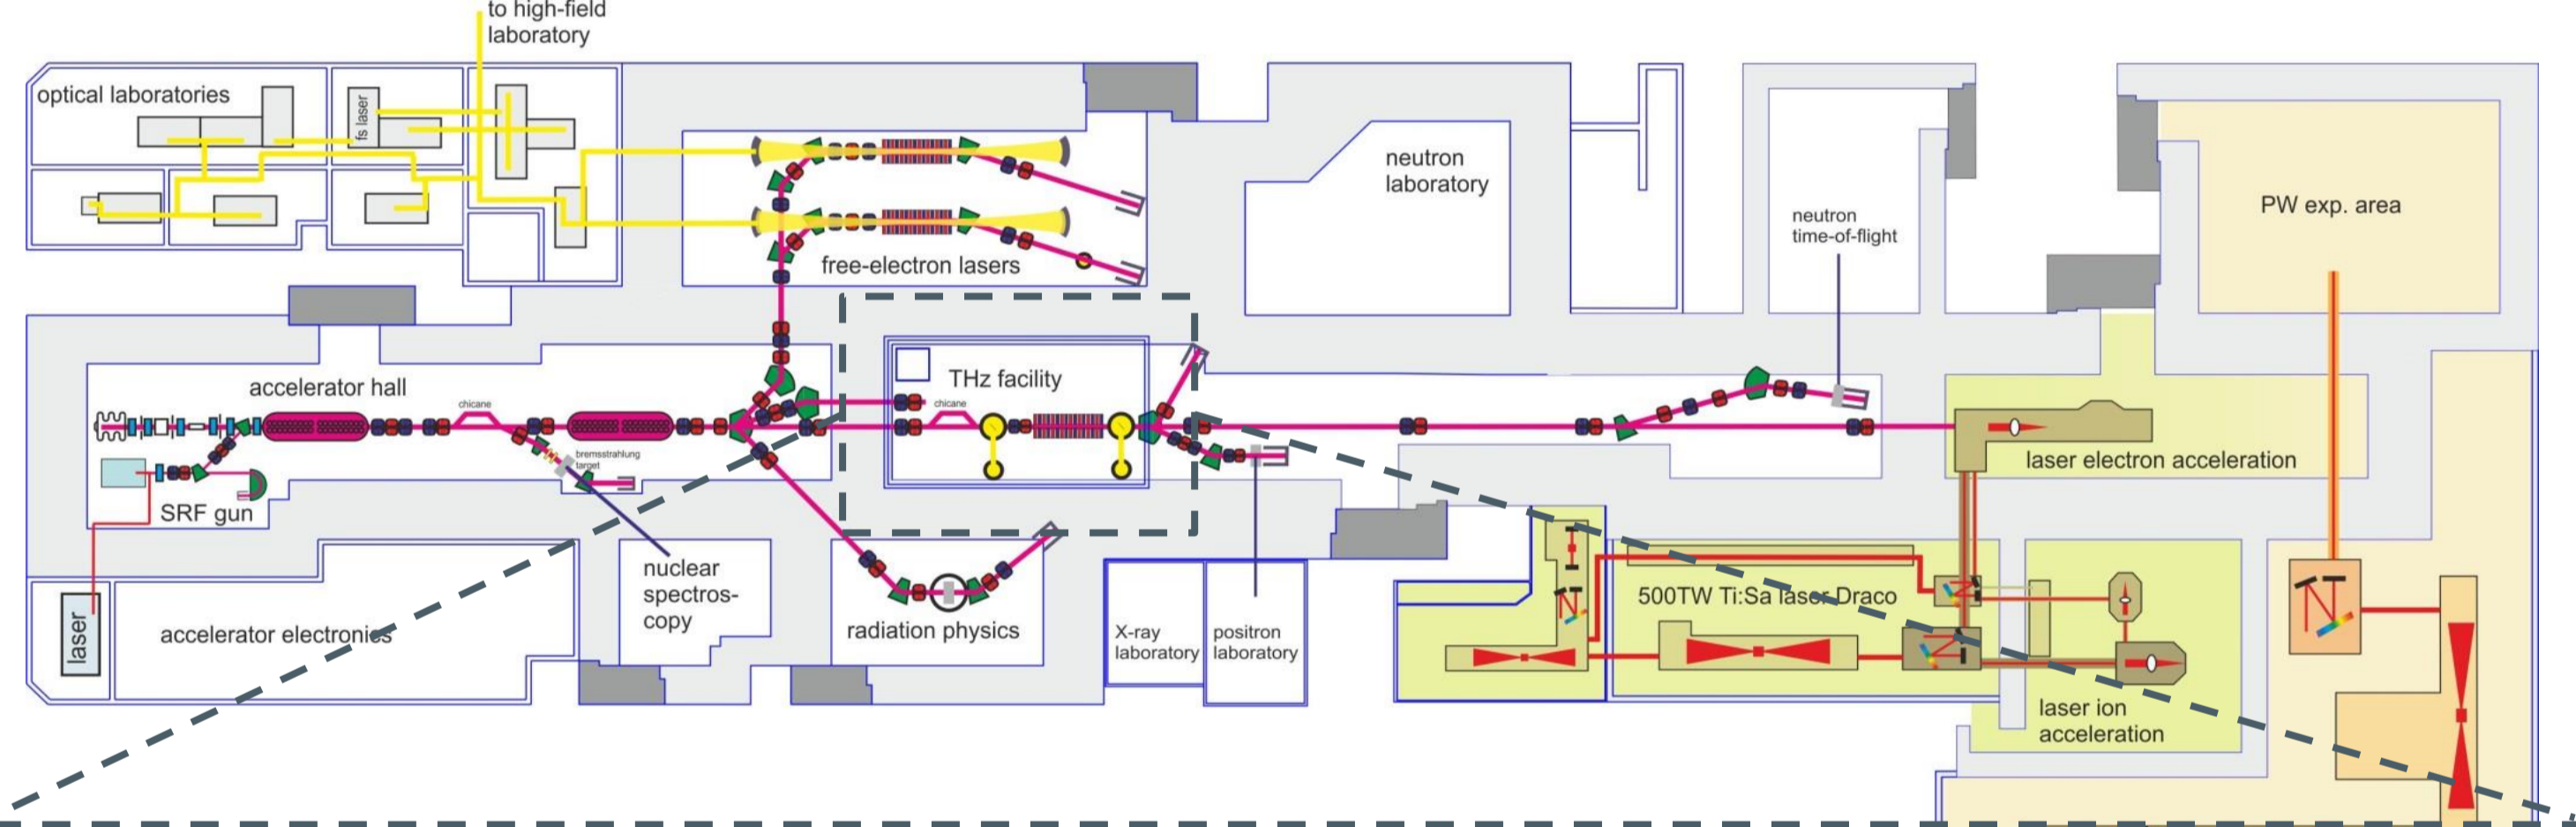 to high-field
laboratory
optical laboratories
fs laser
neutron
laboratory
PW exp. area
neutron
time-of-flight
free-electron lasers
accelerator hall
chicane
THz facility
chicane
bremsstrahlung
target
laser electron acceleration
SRF gun
nuclear
spectros-
copy
500TW Ti:Sa laser Draco
laser
accelerator electronics
radiation physics
X-ray
laboratory
positron
laboratory
laser ion
acceleration